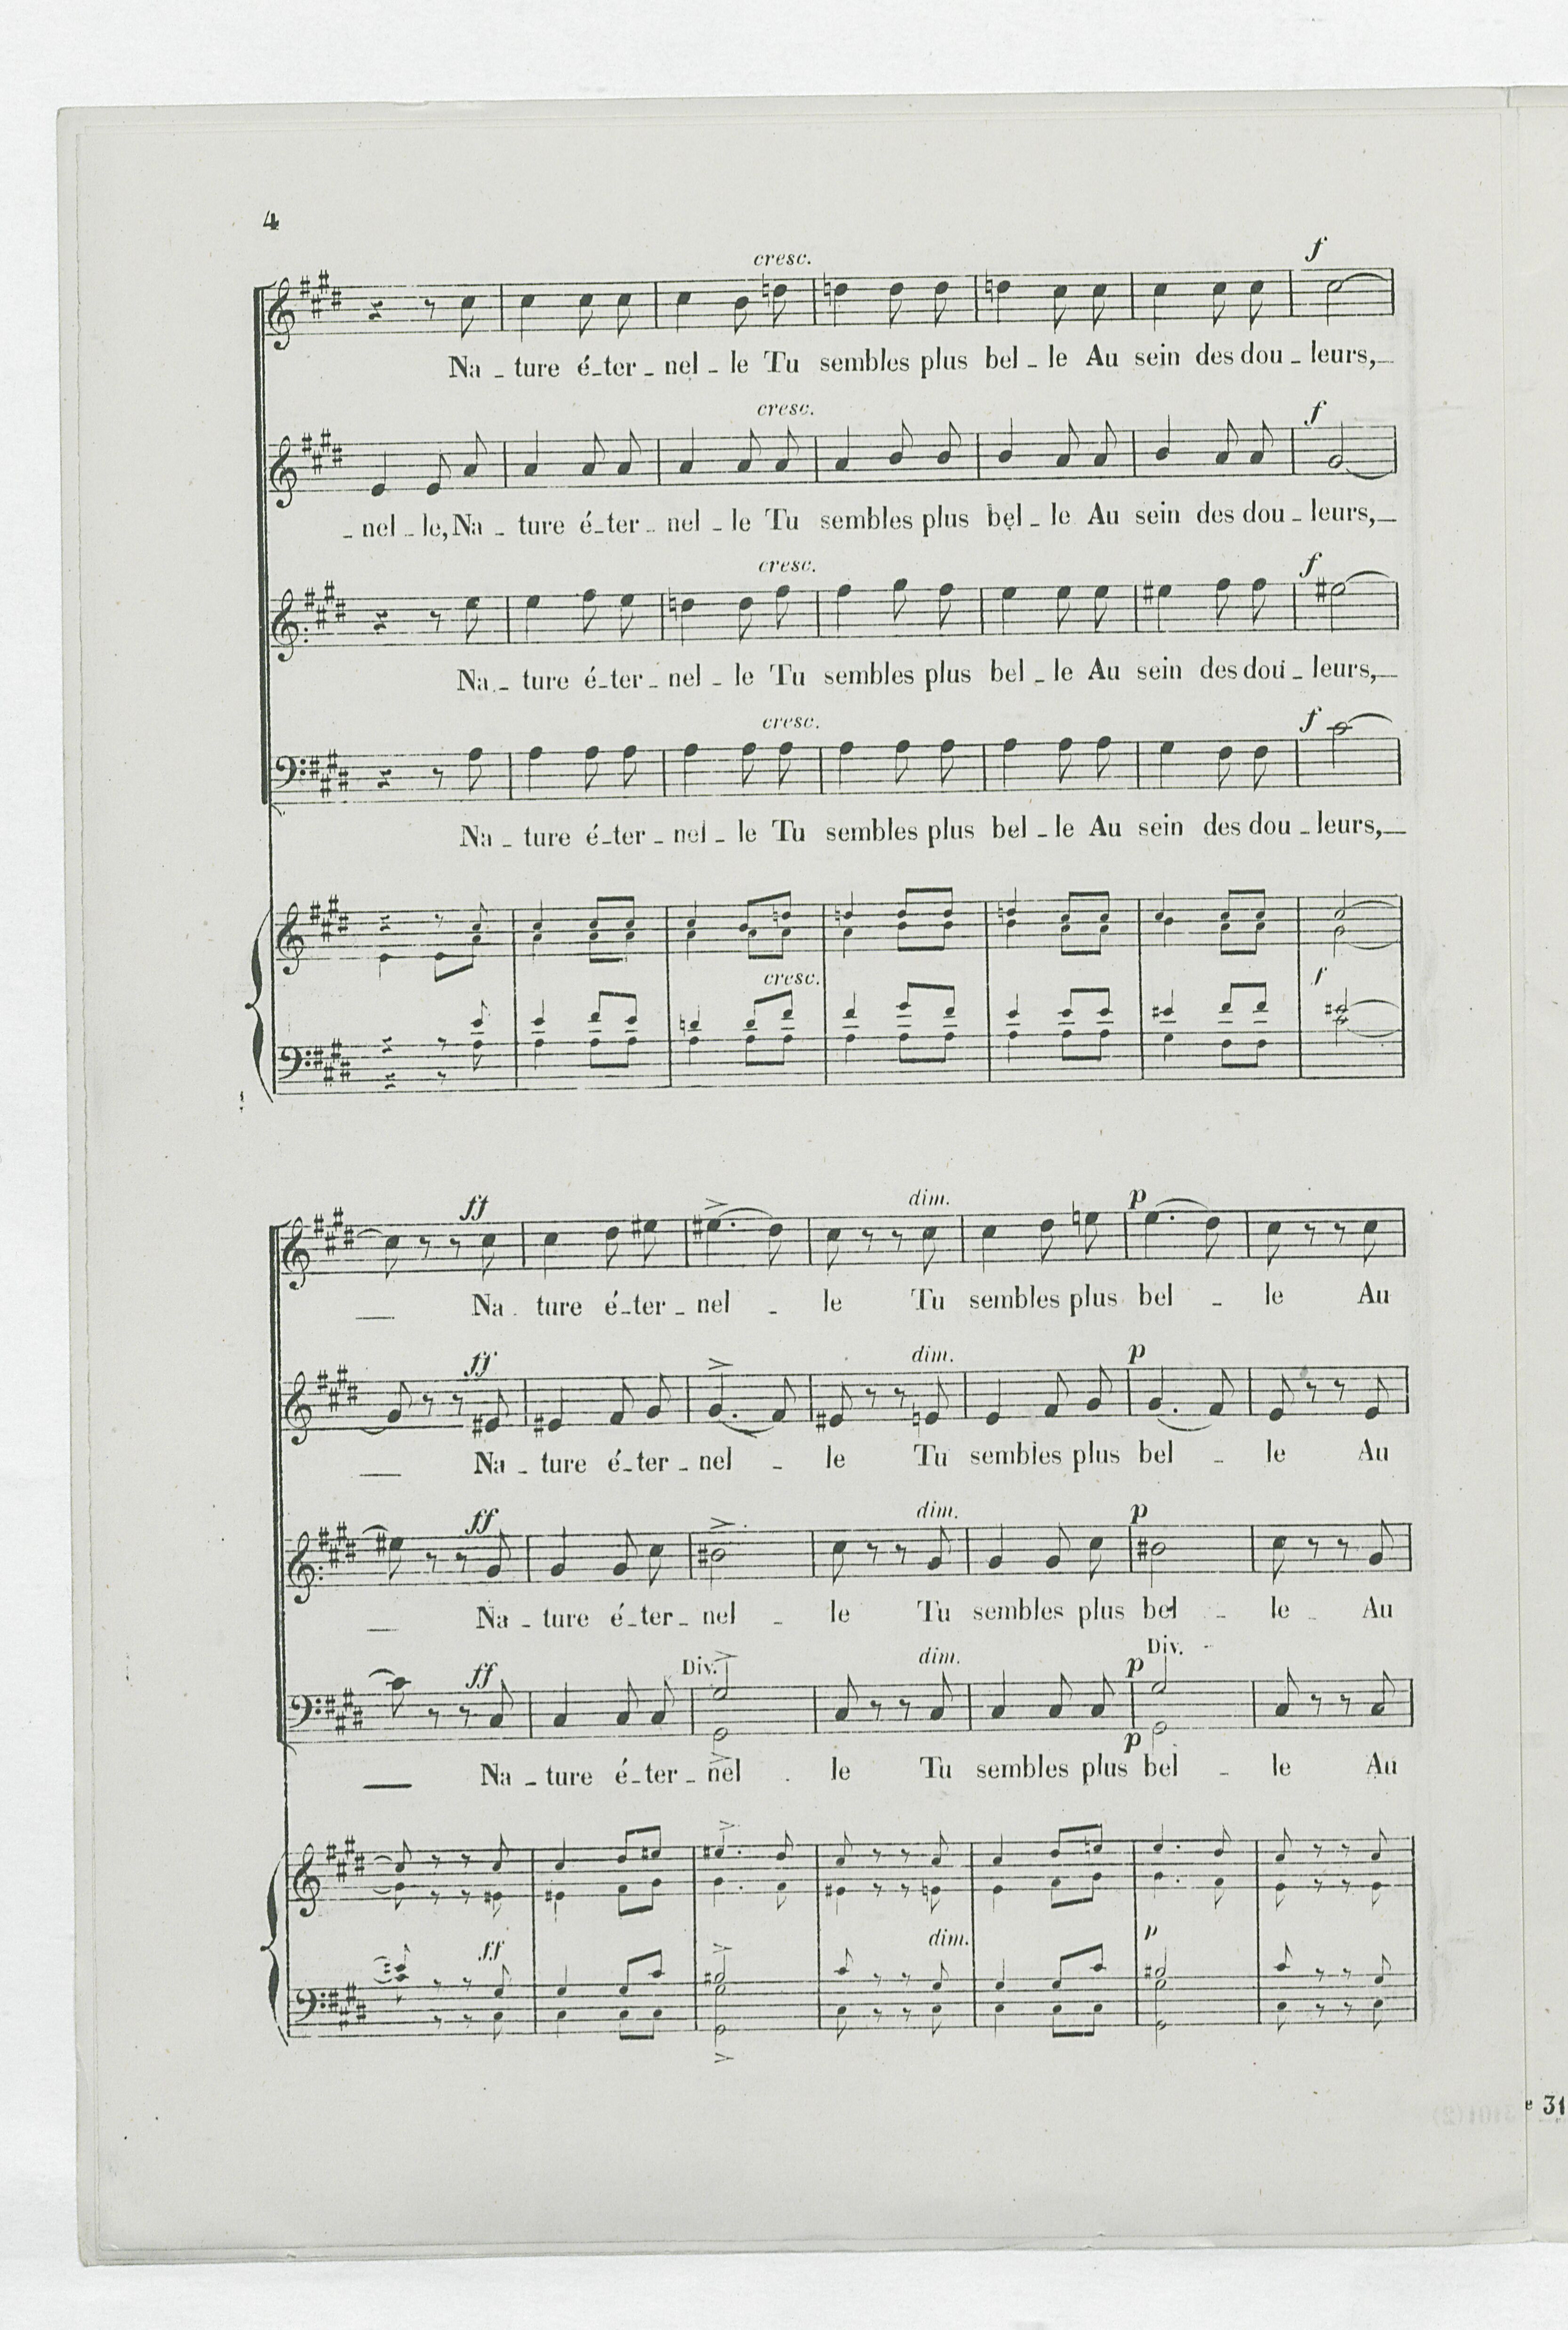 4
cresc. f
Na - ture é - ter - nel - le Tu sembles plus bel - le Au sein des dou - leurs,
cresc. f
- nel - le, Na - ture é - ter - nel - le Tu sembles plus bel - le Au sein des dou - leurs,
cresc. f
Na - ture é - ter - nel - le Tu sembles plus bel - le Au sein des dou - leurs,
cresc. f
Na - ture é - ter - nel - le Tu sembles plus bel - le Au sein des dou - leurs,
cresc. f
ff dim. p
Na - ture é - ter - nel - le Tu sembles plus bel - le Au
ff dim. p
Na - ture é - ter - nel - le Tu sembles plus bel - le Au
ff dim. p
Na - ture é - ter - nel - le Tu sembles plus bel - le Au
ff Div. dim. p Div.
p
Na - ture é - ter - nel - le Tu sembles plus bel - le Au
ff dim. p
e 31